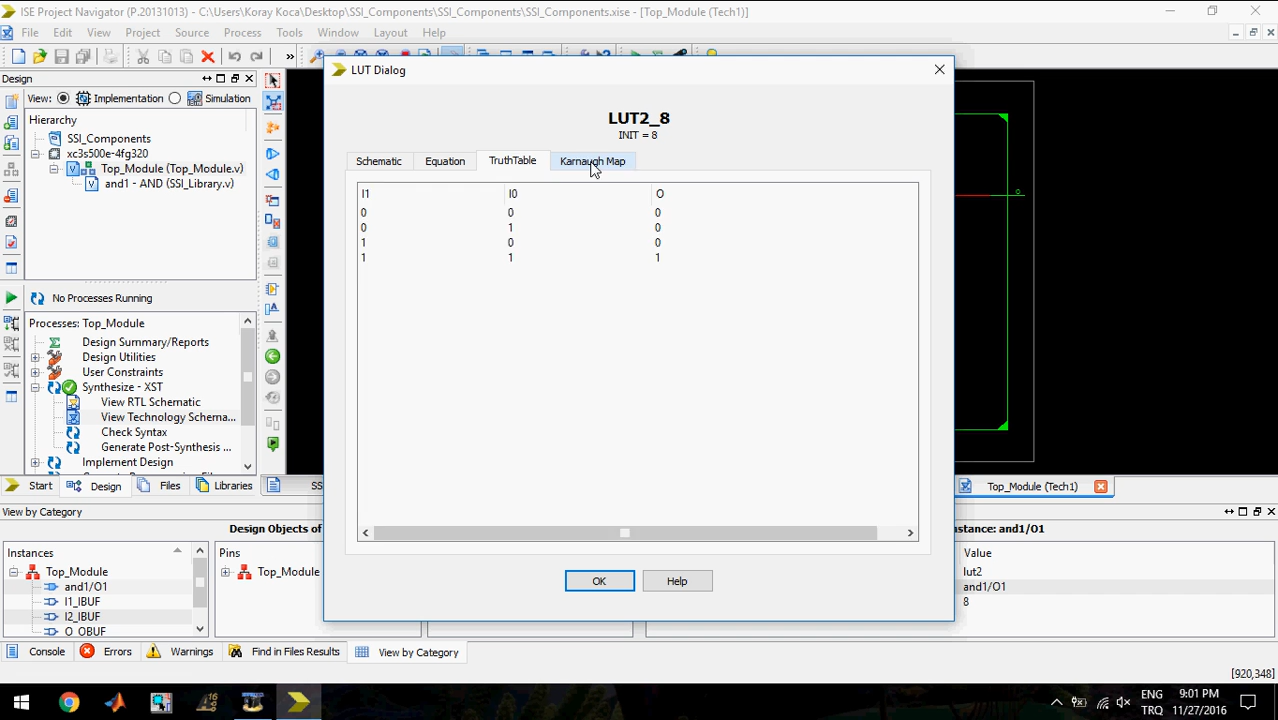 ISE Project Navigator (P.20131013) - C:\Users\Koray Koca\Desktop\SSI_Components\SSI_Components\SSI_Components.xise - [Top_Module (Tech1)]
File Edit View Project Source Process Tools Window Layout Help
Design
View: Implementation Simulation
Hierarchy
SSI_Components
xc3s500e-4fg320
Top_Module (Top_Module.v)
and1 - AND (SSI_Library.v)
No Processes Running
Processes: Top_Module
Design Summary/Reports
Design Utilities
User Constraints
Synthesize - XST
View RTL Schematic
View Technology Schema...
Check Syntax
Generate Post-Synthesis ...
Implement Design
Start Design Files Libraries
LUT Dialog
LUT2_8
INIT = 8
Schematic Equation TruthTable Karnaugh Map
I1 I0 O
0 0 0
0 1 0
1 0 0
1 1 1
OK Help
o
SS
Top_Module (Tech1)
View by Category
Design Objects of
nstance: and1/O1
Instances
Top_Module
and1/O1
I1_IBUF
I2_IBUF
O_OBUF
Pins
Top_Module
Value
lut2
and1/O1
8
Console Errors Warnings Find in Files Results View by Category
[920,348]
ENG
TRQ
9:01 PM
11/27/2016